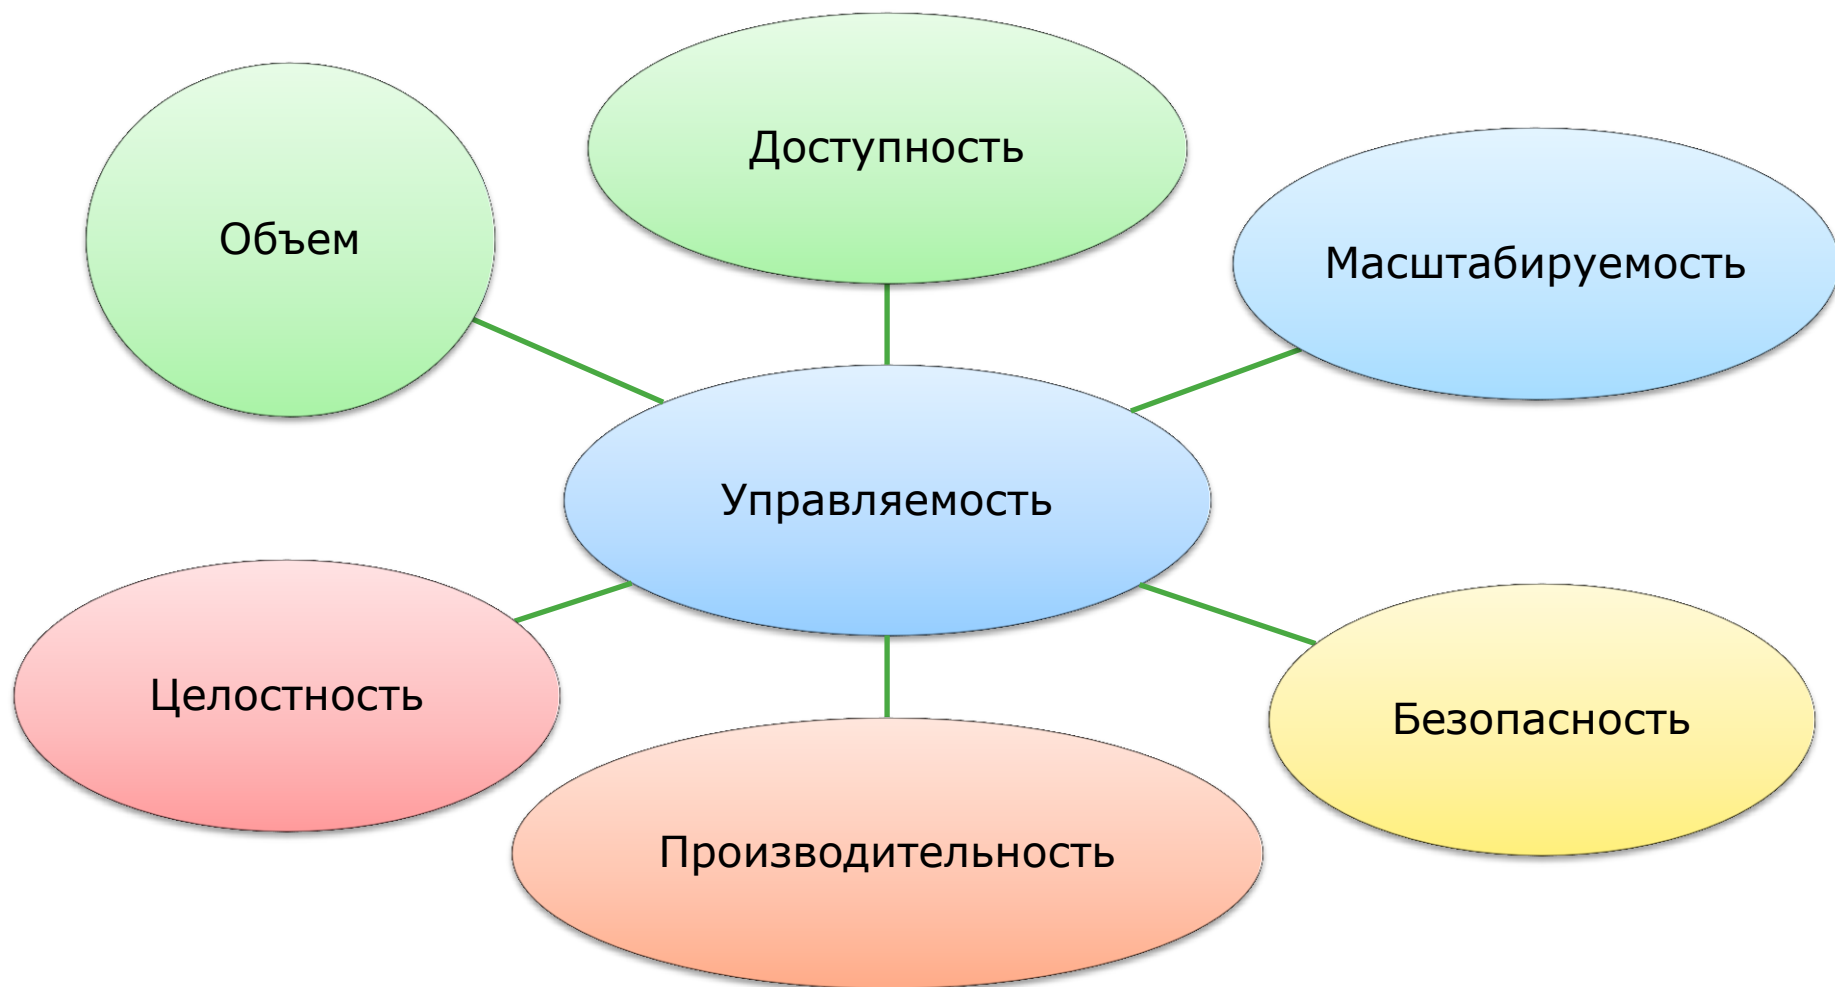 Доступность
Объем
Масштабируемость
Управляемость
Целостность
Безопасность
Производительность